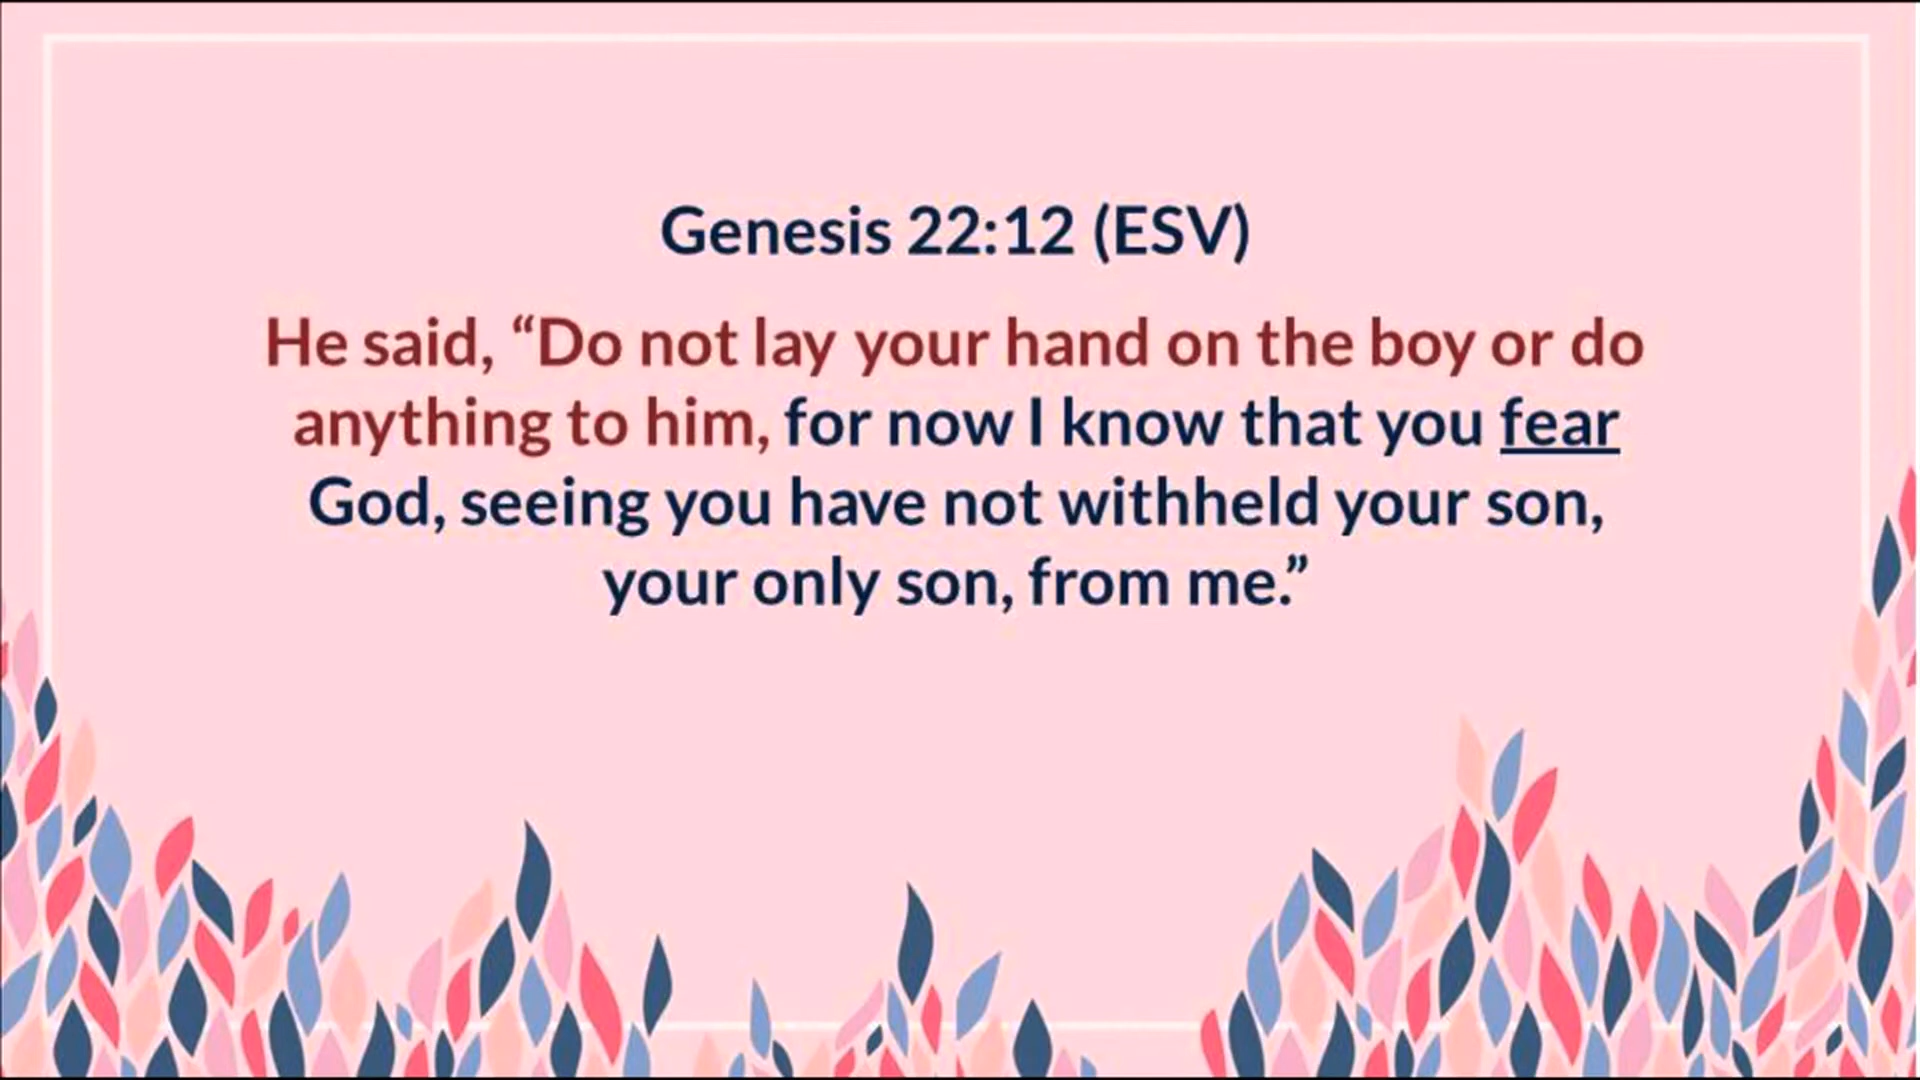 Genesis 22:12 (ESV)
He said, “Do not lay your hand on the boy or do
anything to him, for now I know that you fear
God, seeing you have not withheld your son,
your only son, from me.”